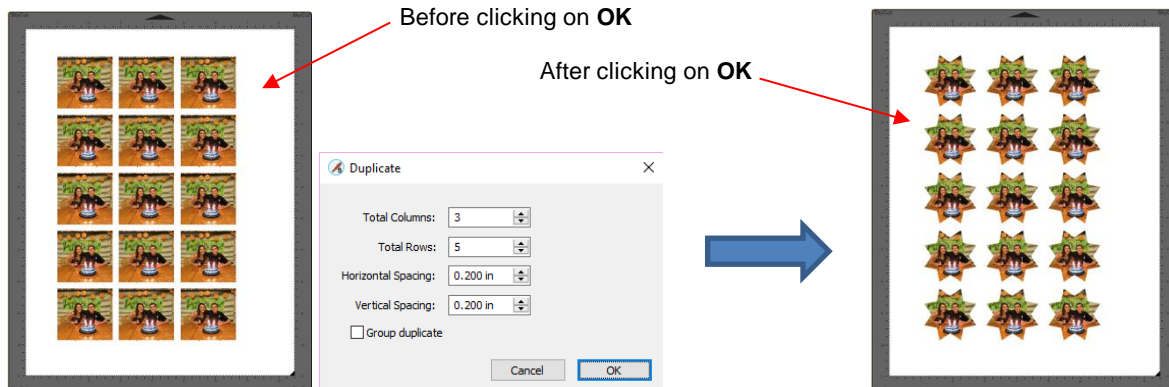 Before clicking on OK
After clicking on OK
Duplicate
Total Columns: 3
Total Rows: 5
Horizontal Spacing: 0.200 in
Vertical Spacing: 0.200 in
Group duplicate
Cancel OK